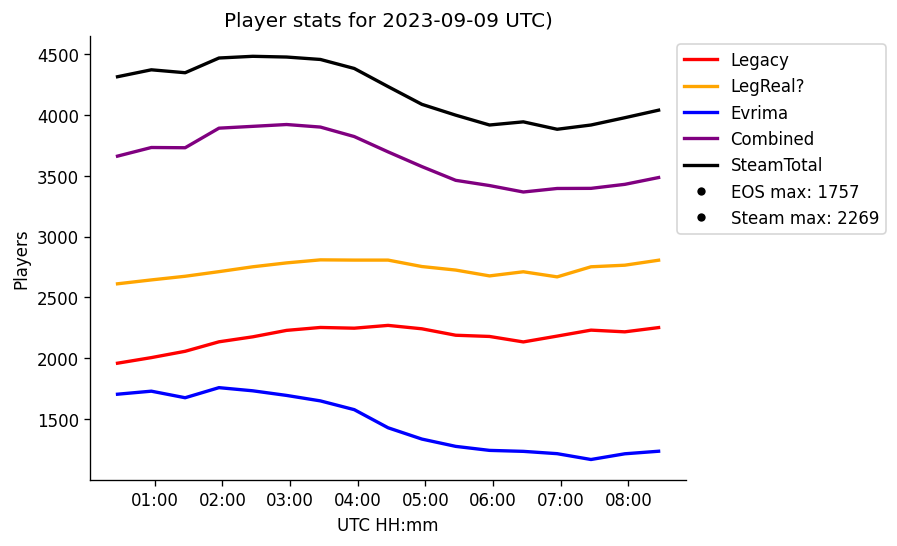 Player stats for 2023-09-09 UTC)
4500
4000
3500
3000
2500
2000
1500
Players
01:00 02:00 03:00 04:00 05:00 06:00 07:00 08:00
UTC HH:mm
Legacy
LegReal?
Evrima
Combined
SteamTotal
EOS max: 1757
Steam max: 2269